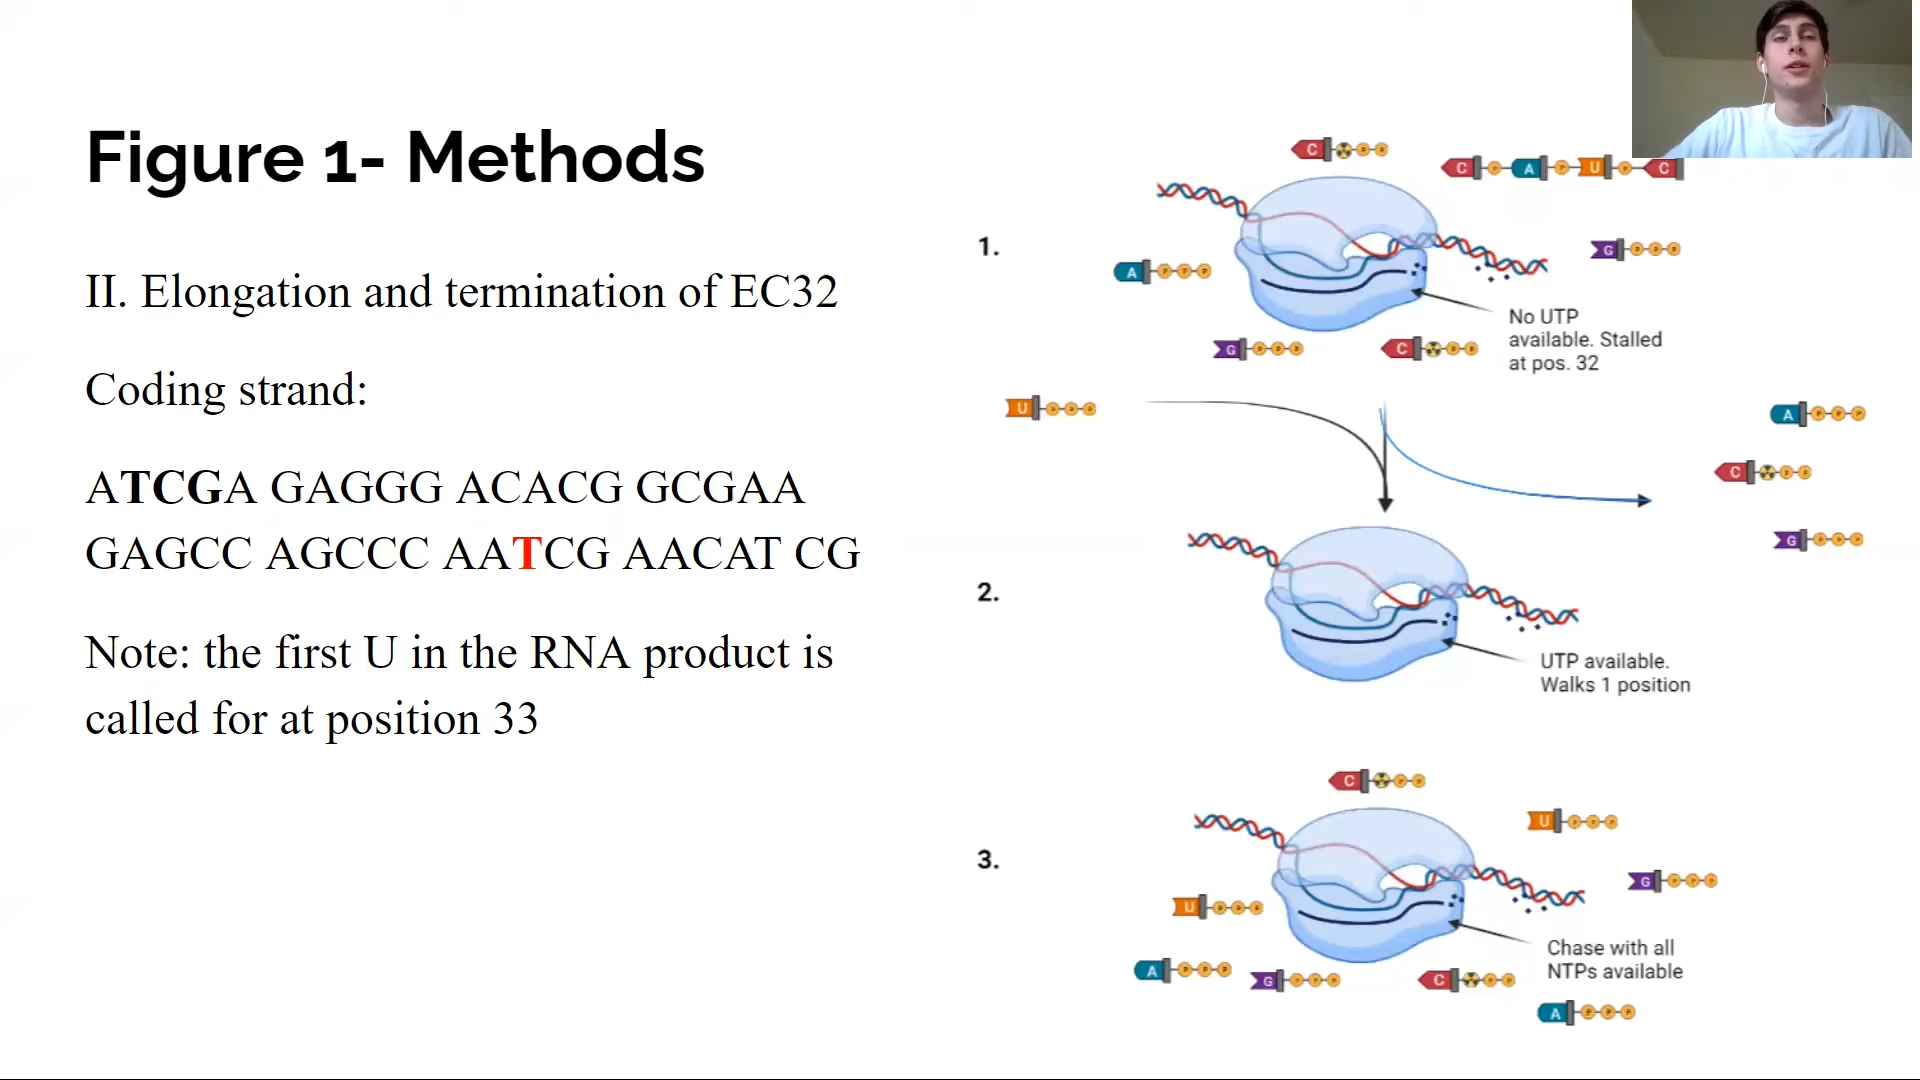 Figure 1- Methods
II. Elongation and termination of EC32
Coding strand:
ATCGA GAGGG ACACG GCGAA
GAGCC AGCCC AATCG AACAT CG
Note: the first U in the RNA product is
called for at position 33
C P P
C P A P U P C
1.
G P P P
A P P P
No UTP
available. Stalled
at pos. 32
G P P P
C P P
U P P P
A P P P
C P P
G P P P
2.
UTP available.
Walks 1 position
C P P
U P P P
3.
G P P P
U P P P
Chase with all
NTPs available
A P P P
G P P P
C P P
A P P P